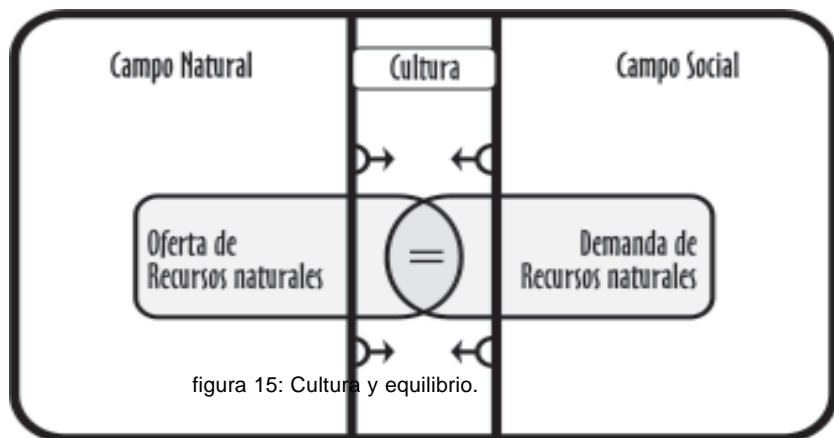 Campo Natural
Cultura
Campo Social
Oferta de
Recursos naturales
=
Demanda de
Recursos naturales
figura 15: Cultura y equilibrio.